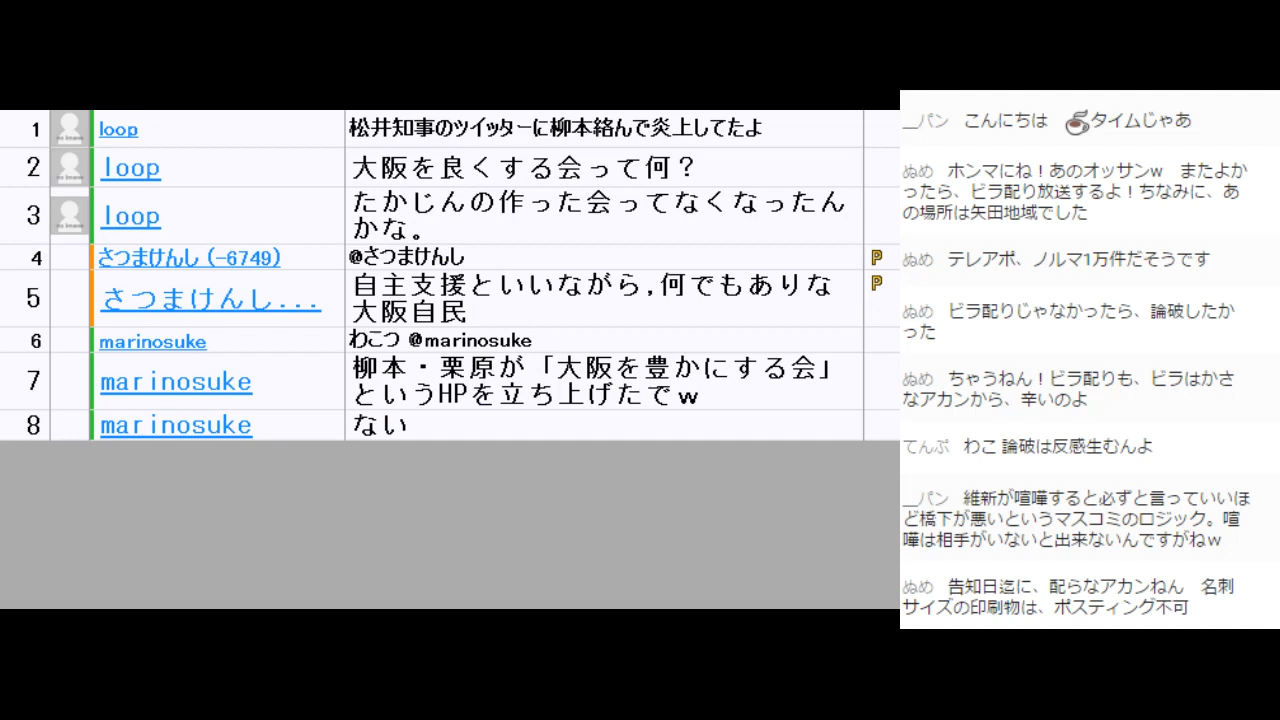 1 loop 松井知事のツイッターに柳本絡んで炎上してたよ
2 loop 大阪を良くする会って何？
3 loop たかじんの作った会ってなくなったん
かな。
4 さつまけんし (-6749) @さつまけんし P
5 さつまけんし... 自主支援といいながら,何でもありな P
大阪自民
6 marinosuke わこつ @marinosuke
7 marinosuke 柳本・栗原が「大阪を豊かにする会」
というHPを立ち上げたでｗ
8 marinosuke ない
__パン こんにちは タイムじゃあ
ぬめ ホンマにね！あのオッサンw またよか
ったら、ビラ配り放送するよ！ちなみに、あ
の場所は矢田地域でした
ぬめ テレアポ、ノルマ1万件だそうです
ぬめ ビラ配りじゃなかったら、論破したか
った
ぬめ ちゃうねん！ビラ配りも、ビラはかさ
なアカンから、辛いのよ
てんぷ わこ 論破は反感生むんよ
__パン 維新が喧嘩すると必ずと言っていいほ
ど橋下が悪いというマスコミのロジック。喧
嘩は相手がいないと出来ないんですがねｗ
ぬめ 告知日迄に、配らなアカンねん 名刺
サイズの印刷物は、ポスティング不可